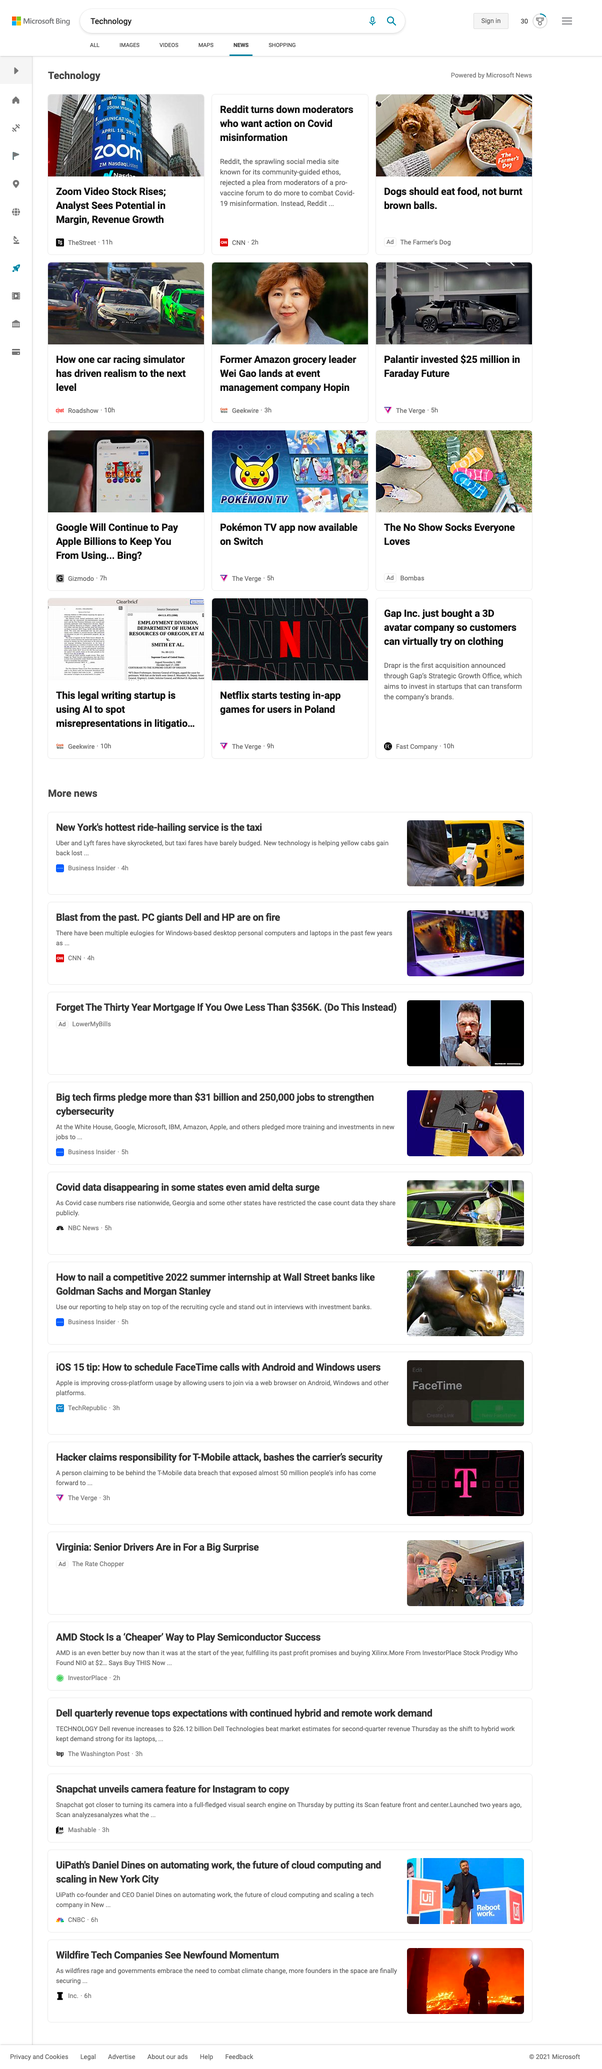 Microsoft Bing
Technology
Sign in
30
ALL IMAGES VIDEOS MAPS NEWS SHOPPING
Technology
Powered by Microsoft News
zoom
Zoom Video Stock Rises;
Analyst Sees Potential in
Margin, Revenue Growth
TheStreet · 11h
Reddit turns down moderators
who want action on Covid
misinformation
Reddit, the sprawling social media site
known for its community-guided ethos,
rejected a plea from moderators of a pro-
vaccine forum to do more to combat Covid-
19 misinformation. Instead, Reddit ...
CNN · 2h
The
Farmer's
Dog
Dogs should eat food, not burnt
brown balls.
Ad The Farmer's Dog
How one car racing simulator
has driven realism to the next
level
Roadshow · 10h
Former Amazon grocery leader
Wei Gao lands at event
management company Hopin
Geekwire · 3h
Palantir invested $25 million in
Faraday Future
The Verge · 5h
Google Will Continue to Pay
Apple Billions to Keep You
From Using... Bing?
Gizmodo · 7h
POKÉMON TV
Pokémon TV app now available
on Switch
The Verge · 5h
The No Show Socks Everyone
Loves
Ad Bombas
Clearbrief
EMPLOYMENT DIVISION,
DEPARTMENT OF HUMAN
RESOURCES OF OREGON, ET AL
v.
SMITH ET AL.
This legal writing startup is
using AI to spot
misrepresentations in litigatio...
Geekwire · 10h
N
Netflix starts testing in-app
games for users in Poland
The Verge · 9h
Gap Inc. just bought a 3D
avatar company so customers
can virtually try on clothing
Drapr is the first acquisition announced
through Gap's Strategic Growth Office, which
aims to invest in startups that can transform
the company's brands.
Fast Company · 10h
More news
New York's hottest ride-hailing service is the taxi
Uber and Lyft fares have skyrocketed, but taxi fares have barely budged. New technology is helping yellow cabs gain
back lost ...
Business Insider · 4h
Blast from the past. PC giants Dell and HP are on fire
There have been multiple eulogies for Windows-based desktop personal computers and laptops in the past few years
as ...
CNN · 4h
Forget The Thirty Year Mortgage If You Owe Less Than $356K. (Do This Instead)
Ad LowerMyBills
Big tech firms pledge more than $31 billion and 250,000 jobs to strengthen
cybersecurity
At the White House, Google, Microsoft, IBM, Amazon, Apple, and others pledged more training and investments in new
jobs to ...
Business Insider · 5h
Covid data disappearing in some states even amid delta surge
As Covid case numbers rise nationwide, Georgia and some other states have restricted the case count data they share
publicly.
NBC News · 5h
How to nail a competitive 2022 summer internship at Wall Street banks like
Goldman Sachs and Morgan Stanley
Use our reporting to help stay on top of the recruiting cycle and stand out in interviews with investment banks.
Business Insider · 5h
iOS 15 tip: How to schedule FaceTime calls with Android and Windows users
Apple is improving cross-platform usage by allowing users to join via a web browser on Android, Windows and other
platforms.
TechRepublic · 3h
Edit
FaceTime
Hacker claims responsibility for T-Mobile attack, bashes the carrier's security
A person claiming to be behind the T-Mobile data breach that exposed almost 50 million people's info has come
forward to ...
The Verge · 3h
T
Virginia: Senior Drivers Are in For a Big Surprise
Ad The Rate Chopper
AMD Stock Is a 'Cheaper' Way to Play Semiconductor Success
AMD is an even better buy now than it was at the start of the year, fulfilling its past profit promises and buying Xilinx.More From InvestorPlace Stock Prodigy Who
Found NIO at $2... Says Buy THIS Now ...
InvestorPlace · 2h
Dell quarterly revenue tops expectations with continued hybrid and remote work demand
TECHNOLOGY Dell revenue increases to $26.12 billion Dell Technologies beat market estimates for second-quarter revenue Thursday as the shift to hybrid work
kept demand strong for its laptops, ...
The Washington Post · 3h
Snapchat unveils camera feature for Instagram to copy
Snapchat got closer to turning its camera into a full-fledged visual search engine on Thursday by putting its Scan feature front and center.Launched two years ago,
Scan analyzesanalyzes what the ...
Mashable · 3h
UiPath's Daniel Dines on automating work, the future of cloud computing and
scaling in New York City
UiPath co-founder and CEO Daniel Dines on automating work, the future of cloud computing and scaling a tech
company in New ...
CNBC · 6h
Ui
Reboot
work.
Wildfire Tech Companies See Newfound Momentum
As wildfires rage and governments embrace the need to combat climate change, more founders in the space are finally
securing ...
Inc. · 6h
Privacy and Cookies Legal Advertise About our ads Help Feedback
© 2021 Microsoft